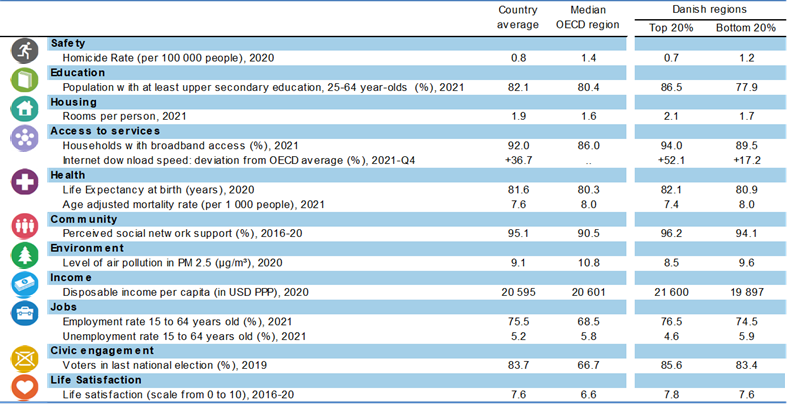 Country average Median OECD region Danish regions
Top 20% Bottom 20%
Safety
Homicide Rate (per 100 000 people), 2020 0.8 1.4 0.7 1.2
Education
Population with at least upper secondary education, 25-64 year-olds (%), 2021 82.1 80.4 86.5 77.9
Housing
Rooms per person, 2021 1.9 1.6 2.1 1.7
Access to services
Households with broadband access (%), 2021 92.0 86.0 94.0 89.5
Internet download speed: deviation from OECD average (%), 2021-Q4 +36.7 .. +52.1 +17.2
Health
Life Expectancy at birth (years), 2020 81.6 80.3 82.1 80.9
Age adjusted mortality rate (per 1 000 people), 2021 7.6 8.0 7.4 8.0
Community
Perceived social network support (%), 2016-20 95.1 90.5 96.2 94.1
Environment
Level of air pollution in PM 2.5 (µg/m³), 2020 9.1 10.8 8.5 9.6
Income
Disposable income per capita (in USD PPP), 2020 20 595 20 601 21 600 19 897
Jobs
Employment rate 15 to 64 years old (%), 2021 75.5 68.5 76.5 74.5
Unemployment rate 15 to 64 years old (%), 2021 5.2 5.8 4.6 5.9
Civic engagement
Voters in last national election (%), 2019 83.7 66.7 85.6 83.4
Life Satisfaction
Life satisfaction (scale from 0 to 10), 2016-20 7.6 6.6 7.8 7.6